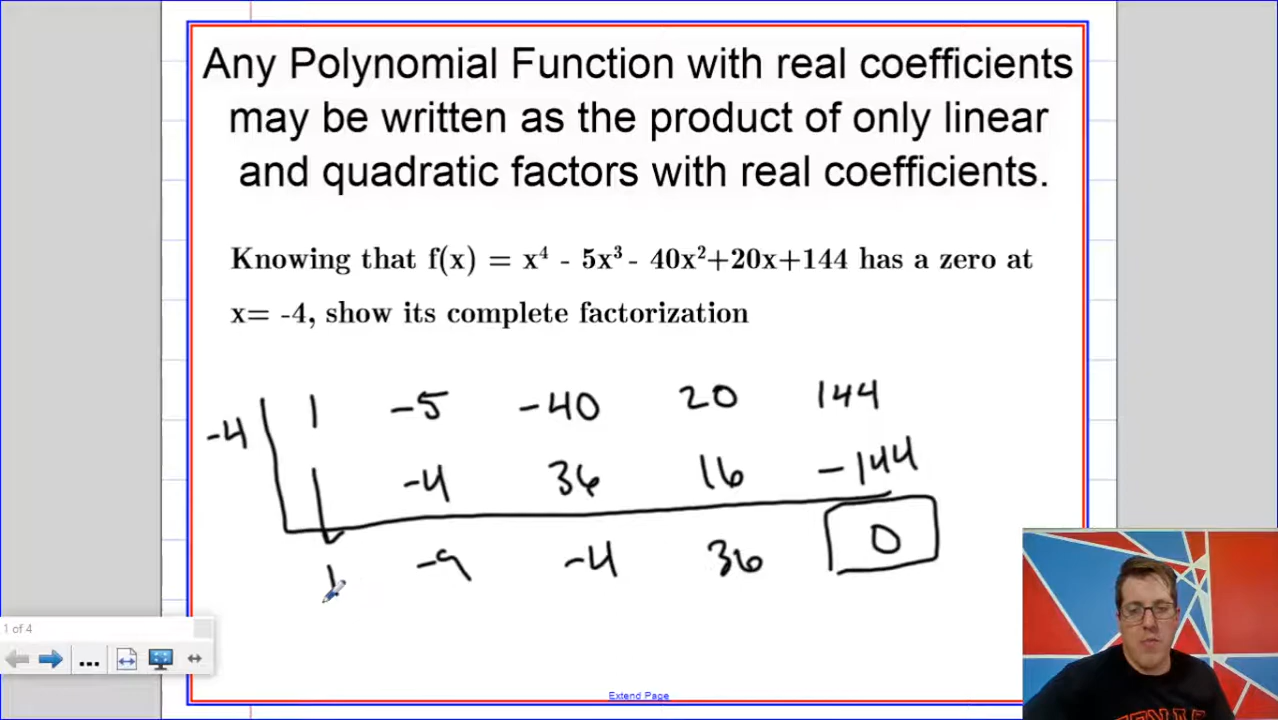 Any Polynomial Function with real coefficients
may be written as the product of only linear
and quadratic factors with real coefficients.
Knowing that f(x) = x⁴ - 5x³- 40x²+20x+144 has a zero at
x= -4, show its complete factorization
-4 1 -5 -40 20 144
-4 36 16 -144
1 -9 -4 36 0
1 of 4
...
Extend Page